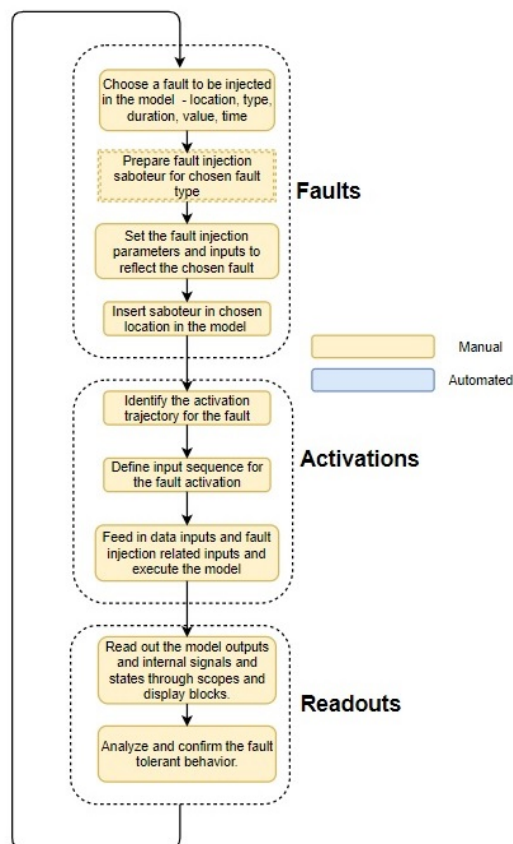 Choose a fault to be injected
in the model - location, type,
duration, value, time
Prepare fault injection
saboteur for chosen fault
type
Faults
Set the fault injection
parameters and inputs to
reflect the chosen fault
Insert saboteur in chosen
location in the model
Manual
Automated
Identify the activation
trajectory for the fault
Activations
Define input sequence for
the fault activation
Feed in data inputs and fault
injection related inputs and
execute the model
Read out the model outputs
and internal signals and
states through scopes and
display blocks.
Readouts
Analyze and confirm the fault
tolerant behavior.